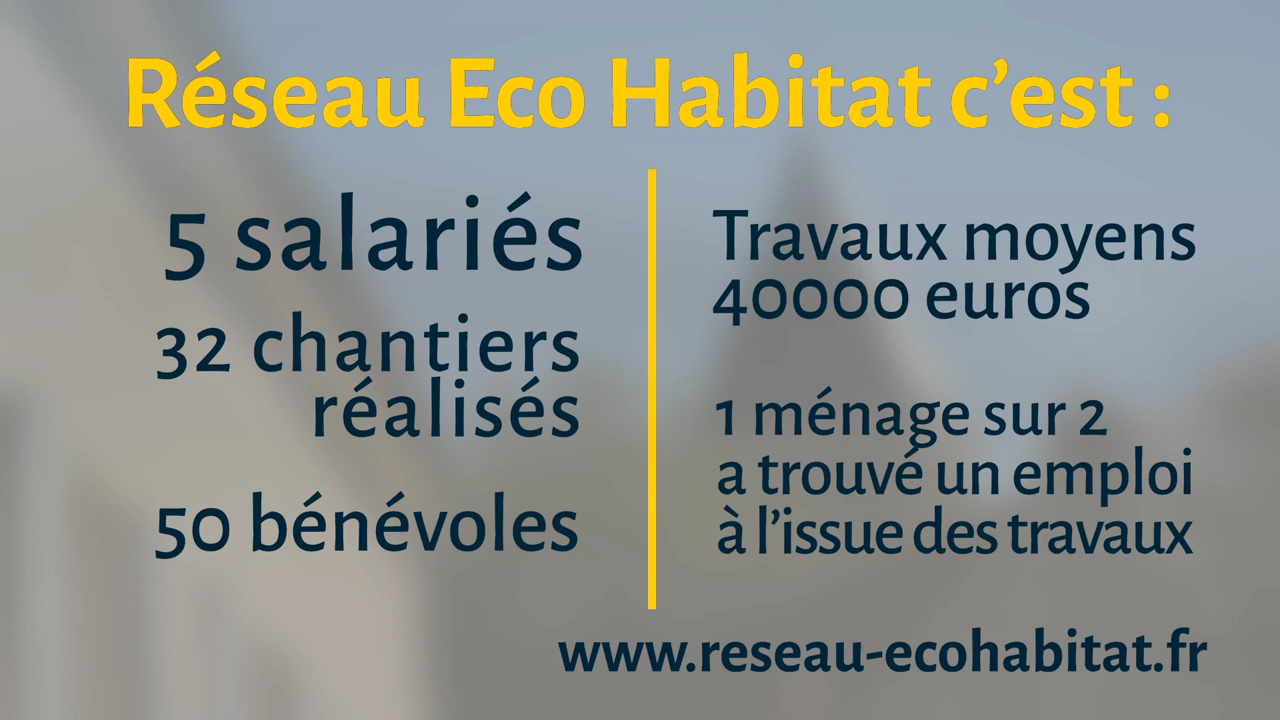 Réseau Eco Habitat c’est :
5 salariés
32 chantiers
réalisés
50 bénévoles
Travaux moyens
40000 euros
1 ménage sur 2
a trouvé un emploi
à l’issue des travaux
www.reseau-ecohabitat.fr